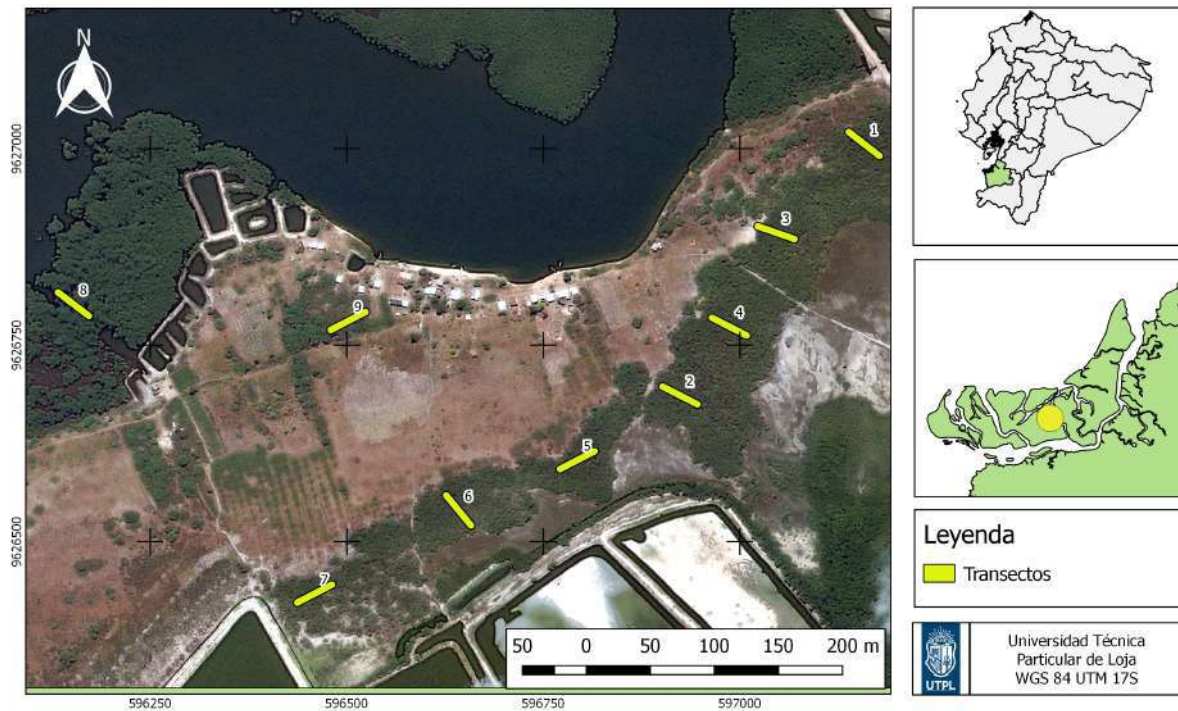 N
1
3
8
9
4
2
5
6
7
9627000
9626750
9626500
596250
596500
596750
597000
50 0 50 100 150 200 m
Leyenda
Transectos
UTPL
Universidad Técnica
Particular de Loja
WGS 84 UTM 17S